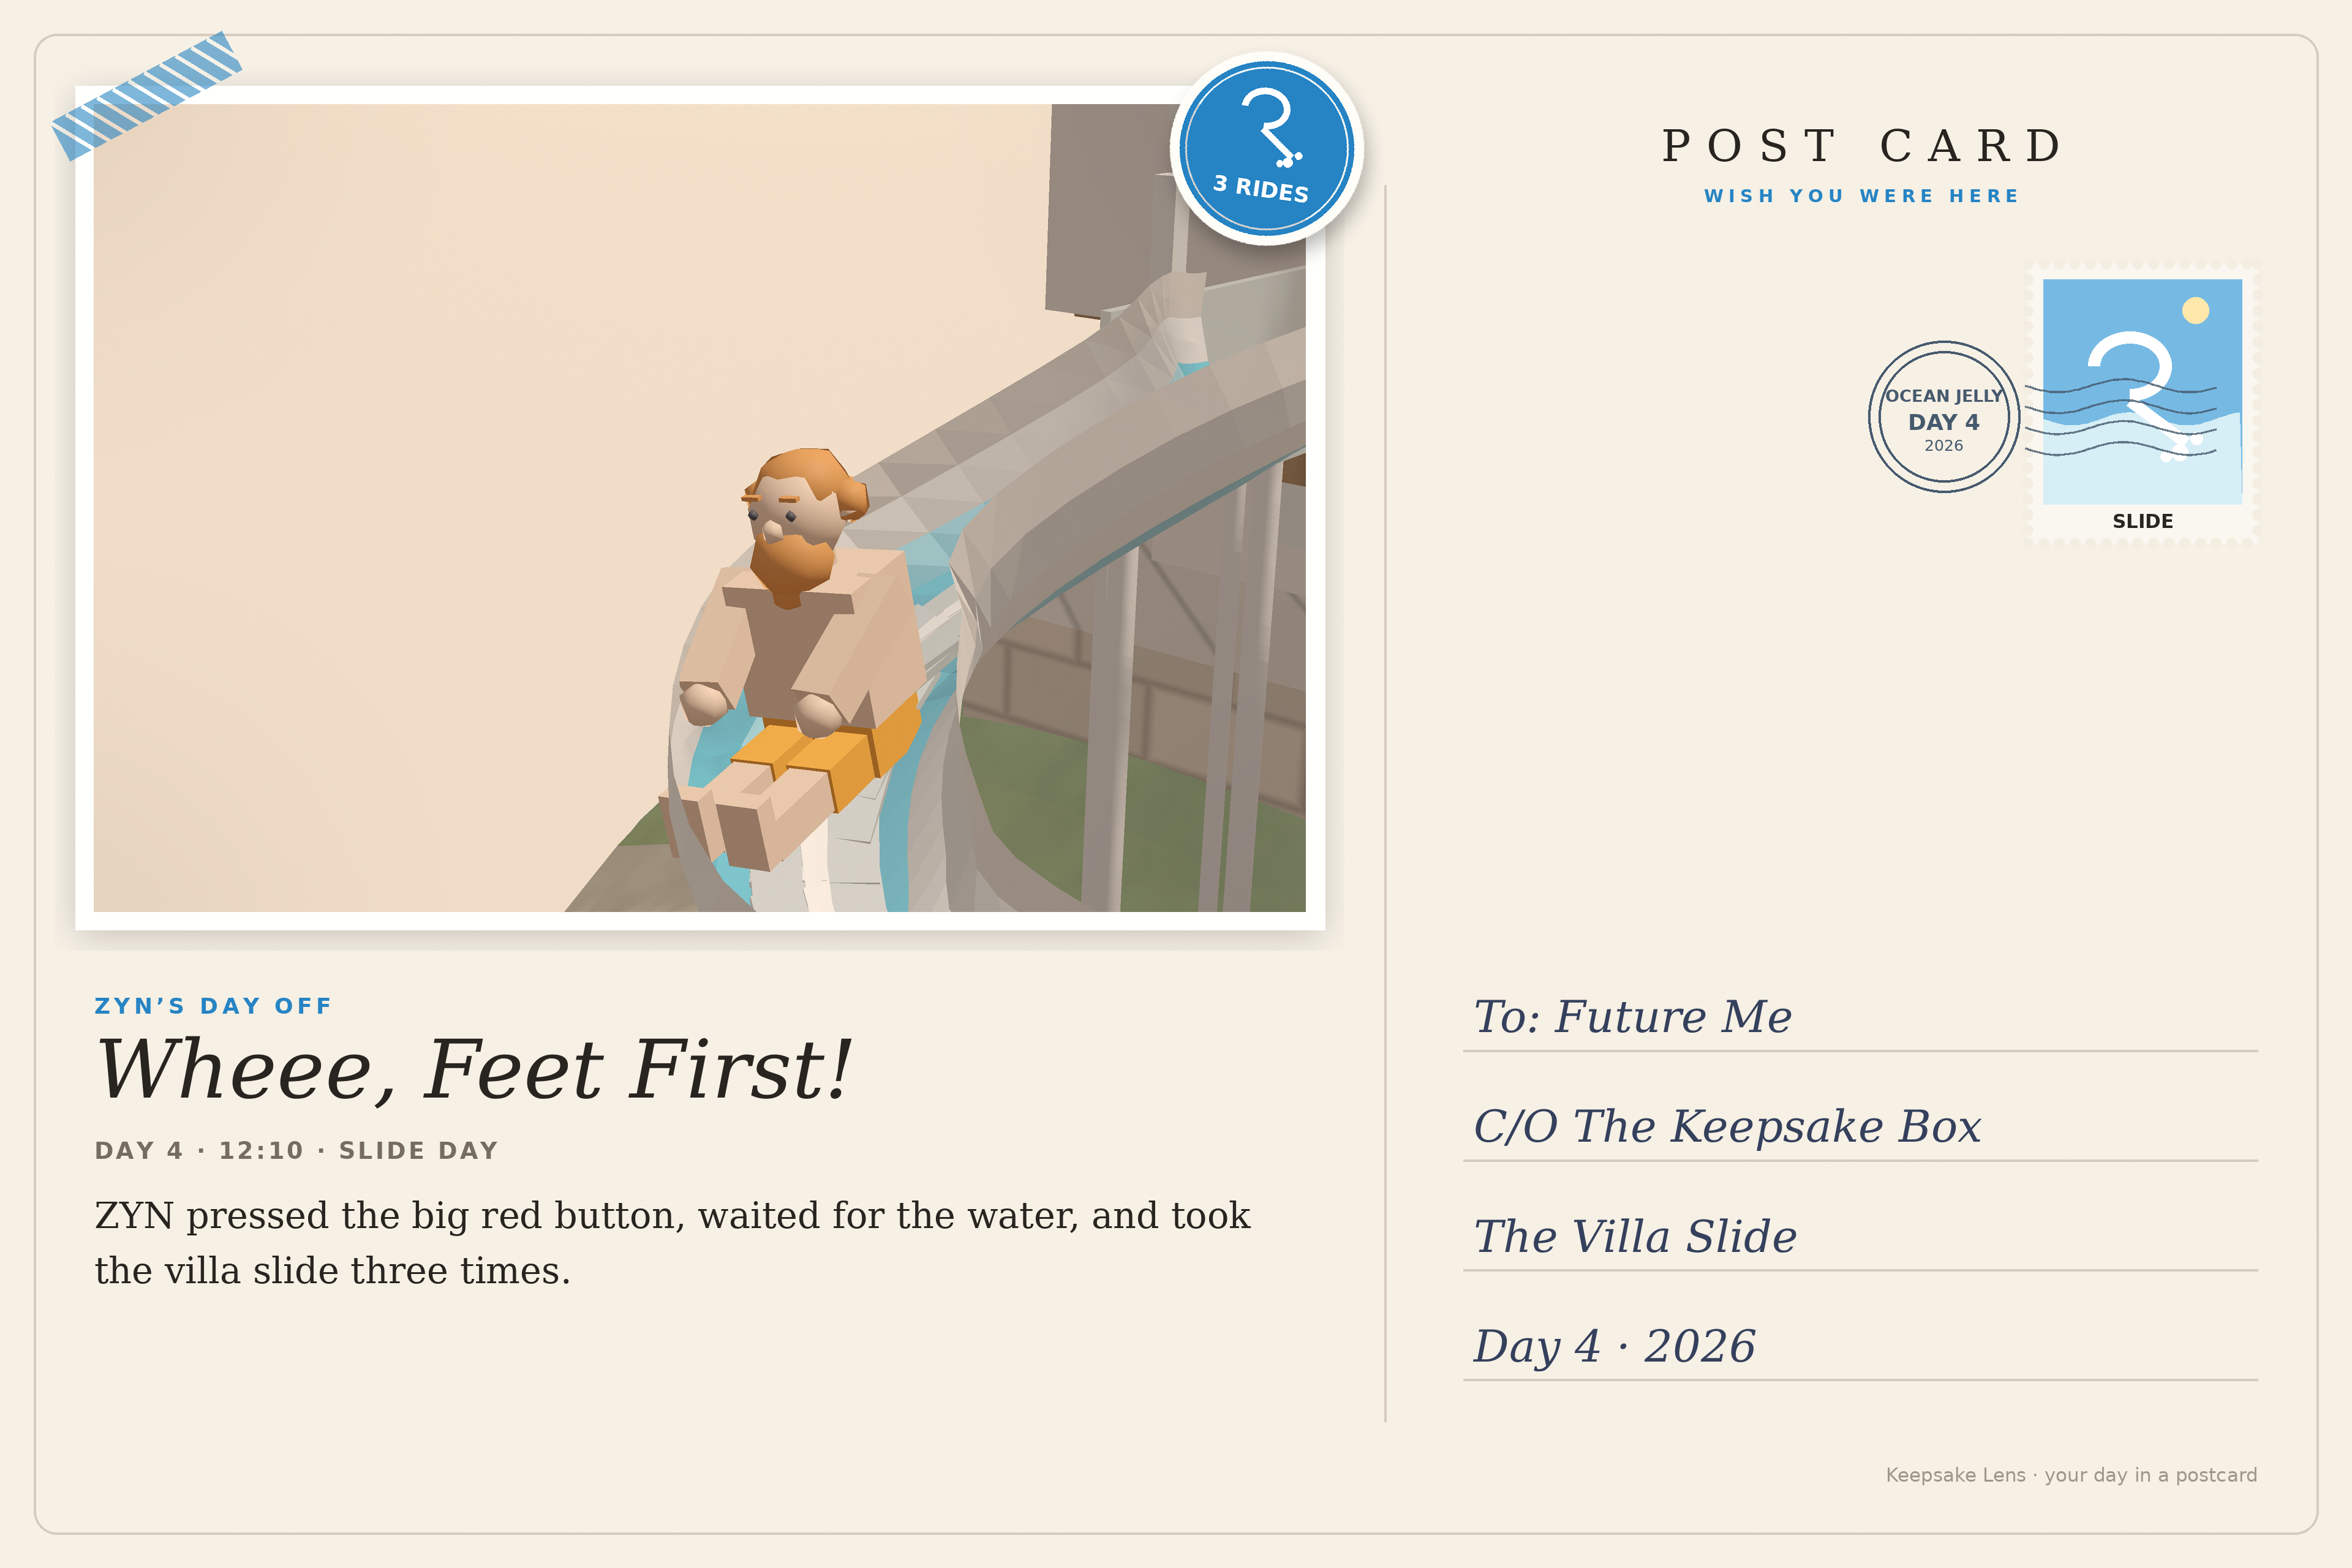 3 RIDES
ZYN’S DAY OFF
Wheee, Feet First!
DAY 4 · 12:10 · SLIDE DAY
ZYN pressed the big red button, waited for the water, and took
the villa slide three times.
POST CARD
WISH YOU WERE HERE
OCEAN JELLY
DAY 4
2026
SLIDE
To: Future Me
C/O The Keepsake Box
The Villa Slide
Day 4 · 2026
Keepsake Lens · your day in a postcard